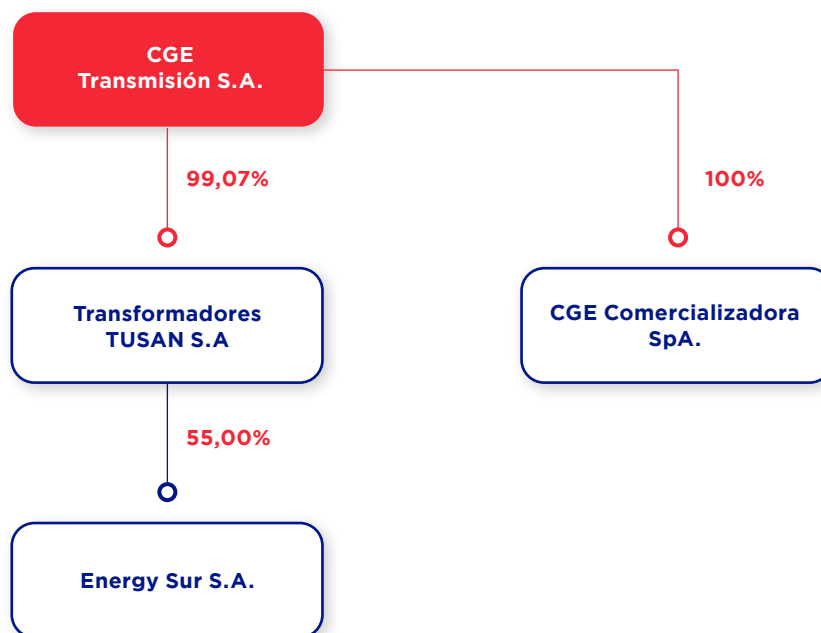 CGE
Transmisión S.A.
99,07%
100%
Transformadores
TUSAN S.A
CGE Comercializadora
SpA.
55,00%
Energy Sur S.A.